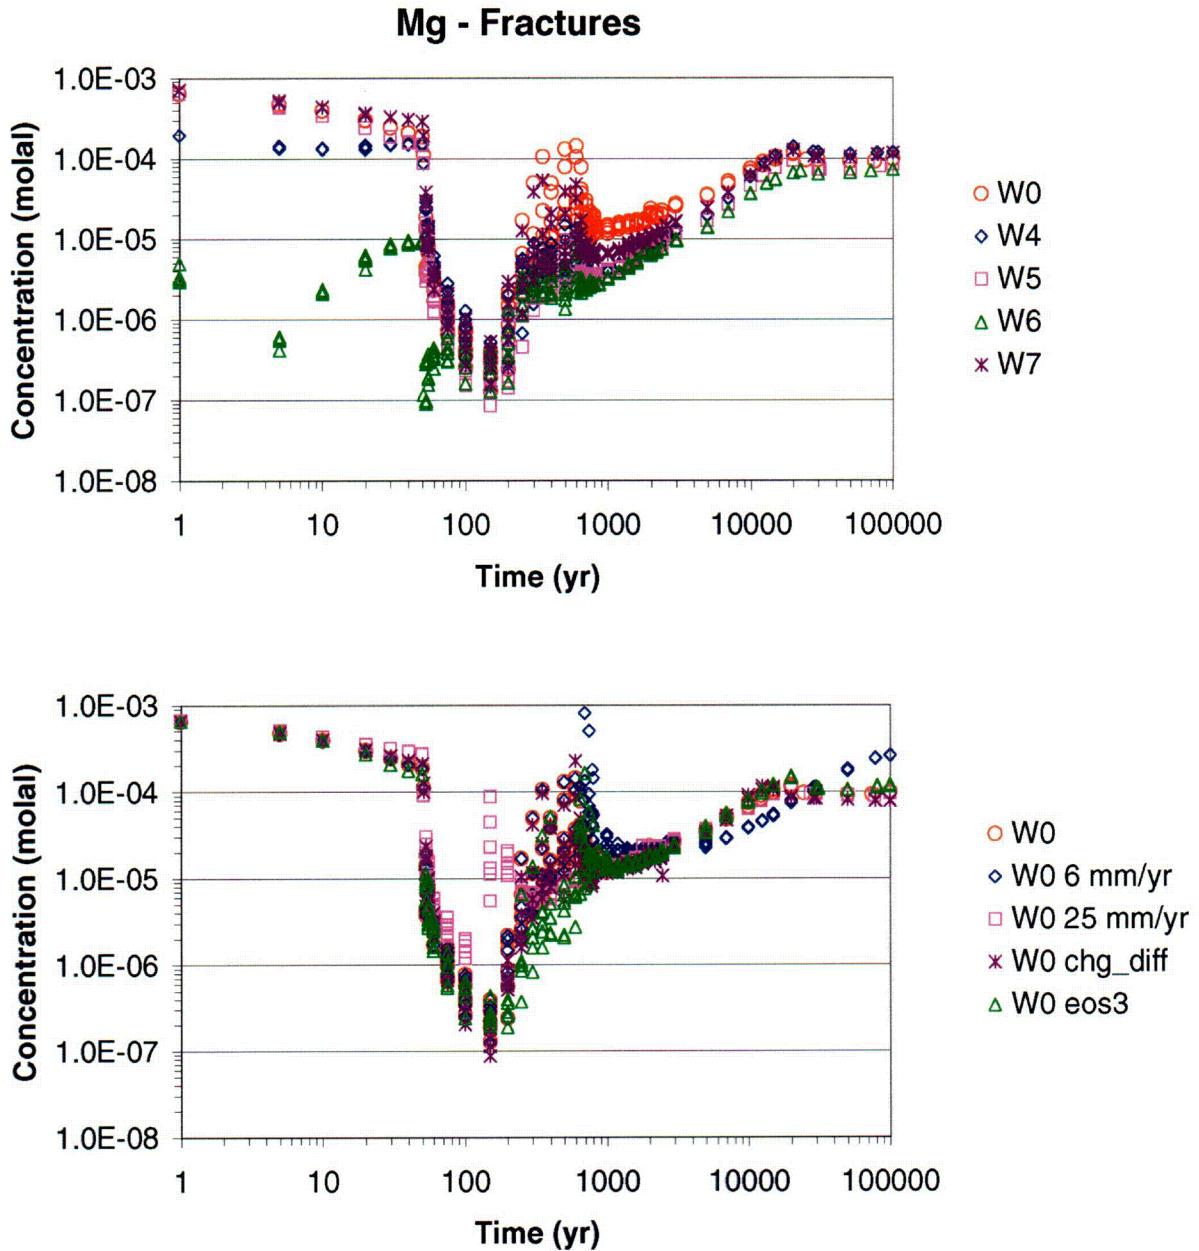 Mg - Fractures
1.0E-03
1.0E-04
1.0E-05
1.0E-06
1.0E-07
1.0E-08
Concentration (molal)
1 10 100 1000 10000 100000
Time (yr)
W0
W4
W5
W6
W7
1.0E-03
1.0E-04
1.0E-05
1.0E-06
1.0E-07
1.0E-08
Concentration (molal)
1 10 100 1000 10000 100000
Time (yr)
W0
W0 6 mm/yr
W0 25 mm/yr
W0 chg_diff
W0 eos3